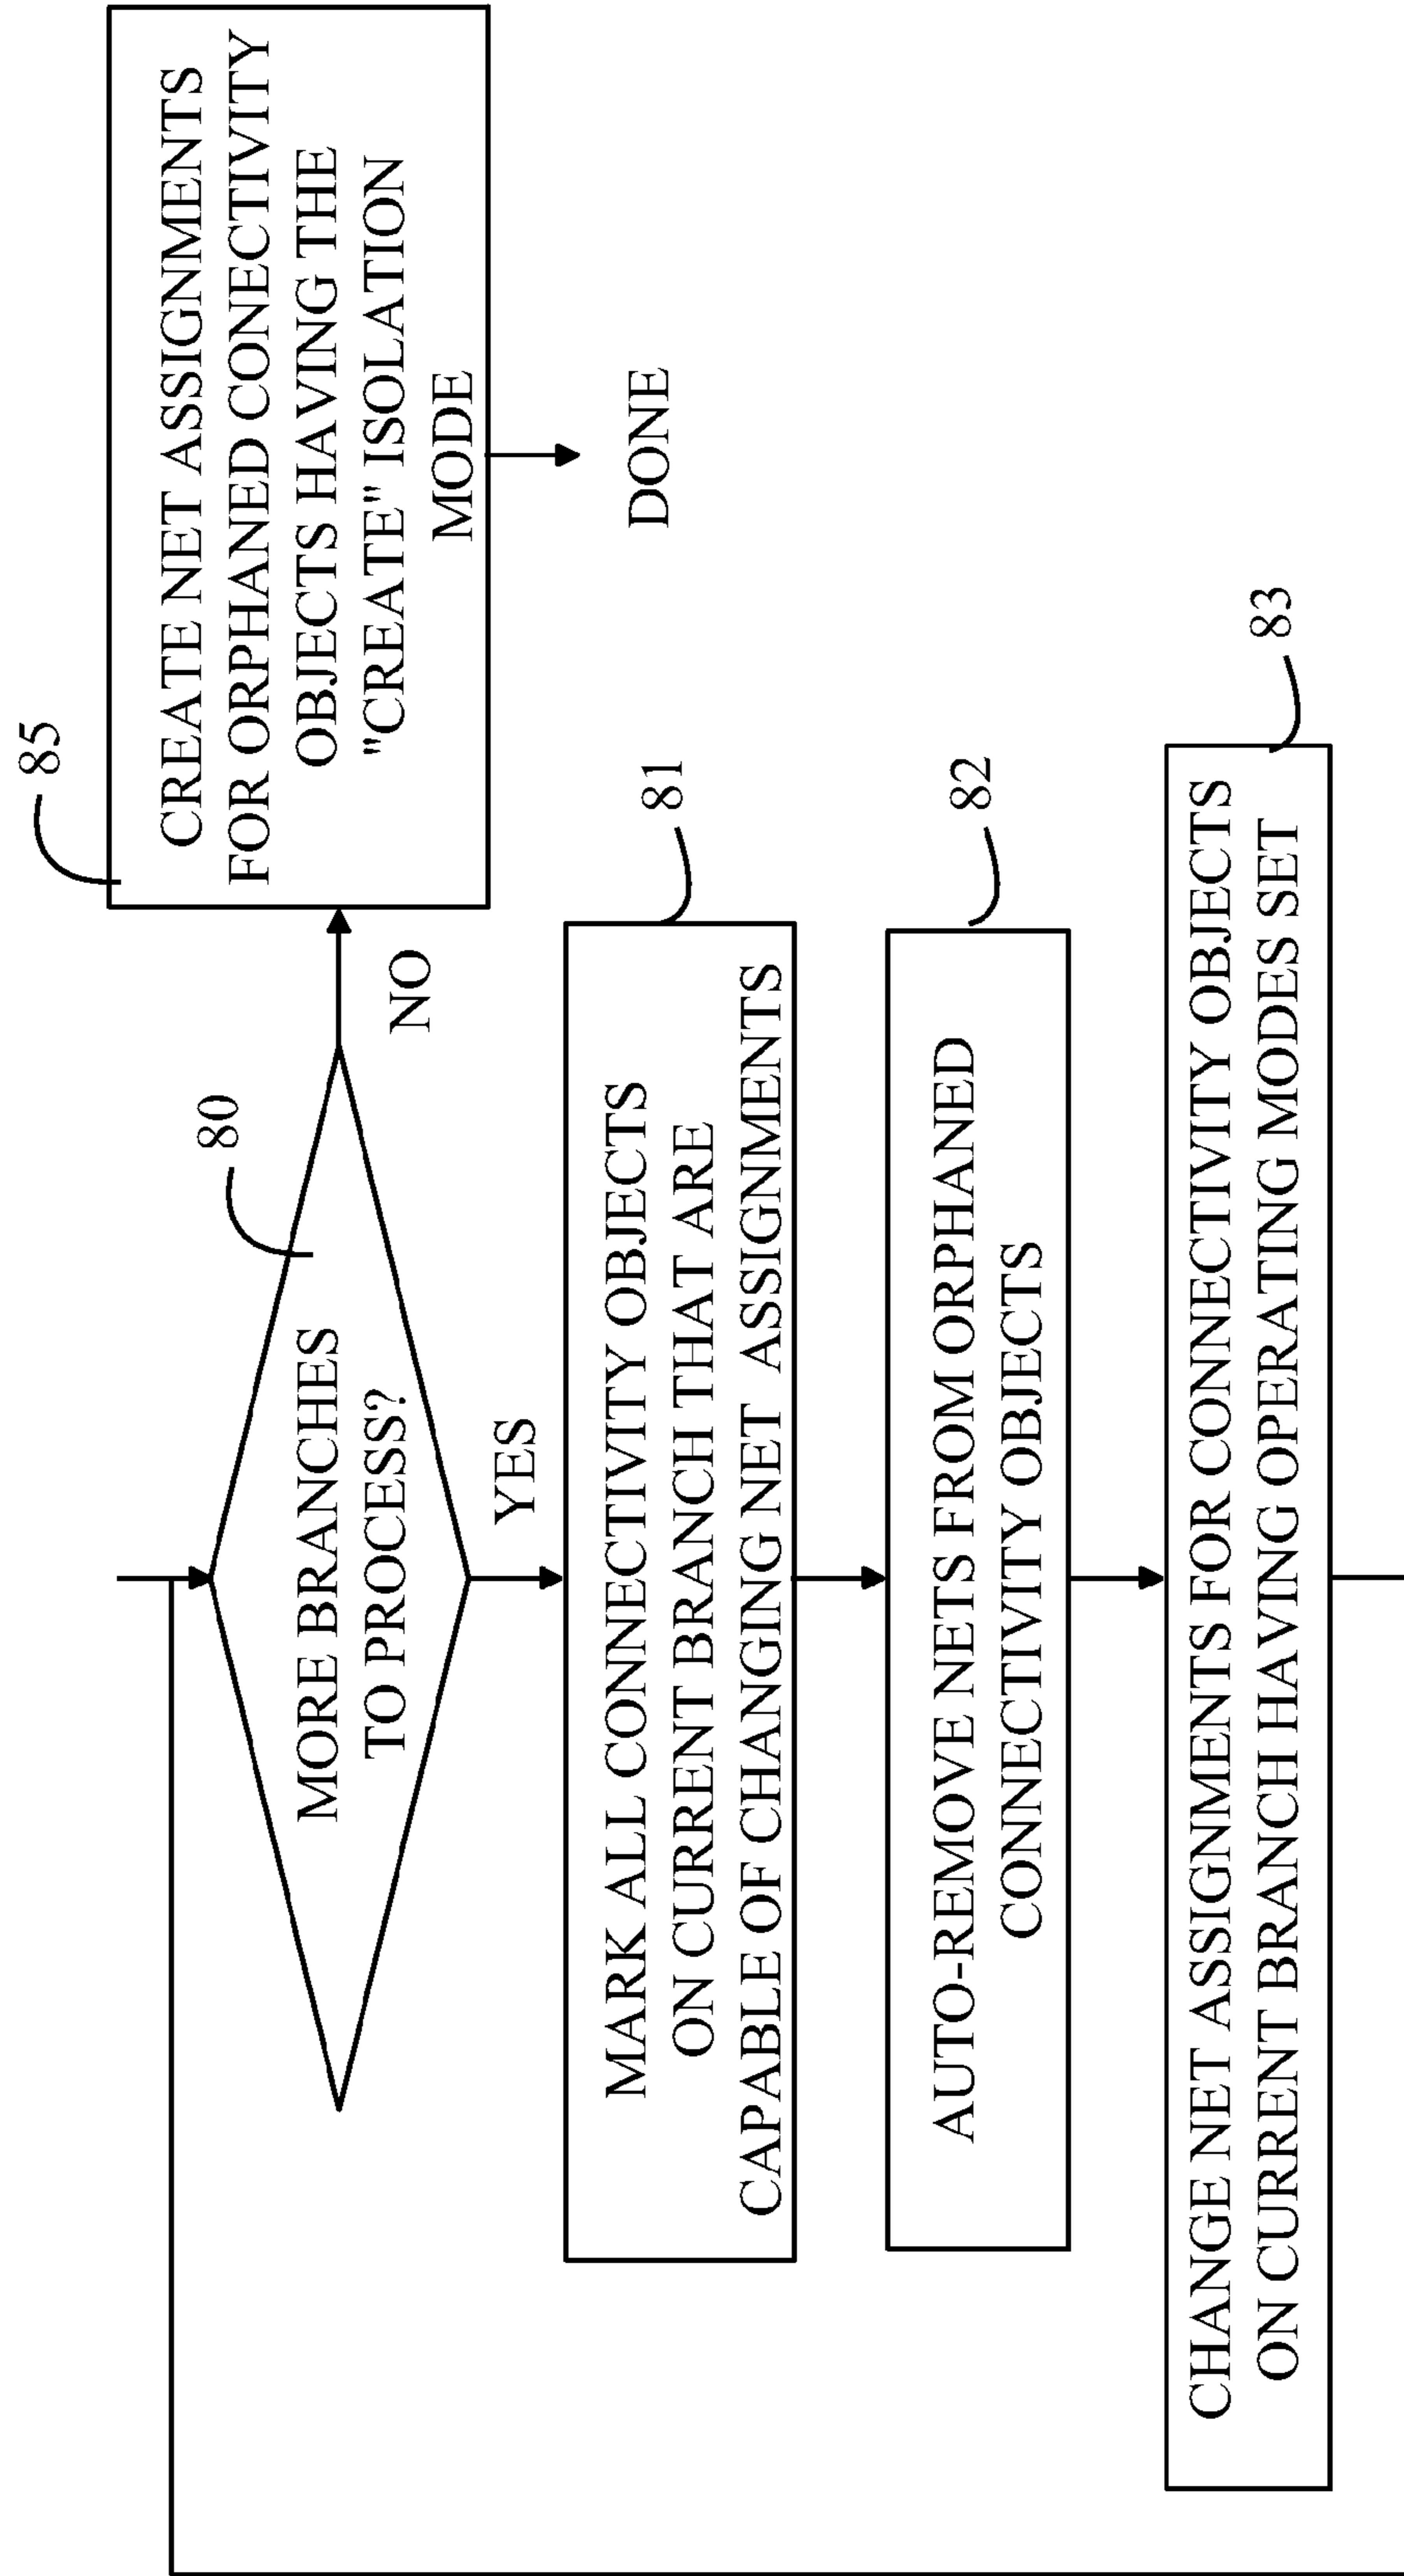 80
MORE BRANCHES
TO PROCESS?
NO
YES
85
CREATE NET ASSIGNMENTS
FOR ORPHANED CONECTIVITY
OBJECTS HAVING THE
"CREATE" ISOLATION
MODE
DONE
81
MARK ALL CONNECTIVITY OBJECTS
ON CURRENT BRANCH THAT ARE
CAPABLE OF CHANGING NET ASSIGNMENTS
82
AUTO-REMOVE NETS FROM ORPHANED
CONNECTIVITY OBJECTS
83
CHANGE NET ASSIGNMENTS FOR CONNECTIVITY OBJECTS
ON CURRENT BRANCH HAVING OPERATING MODES SET